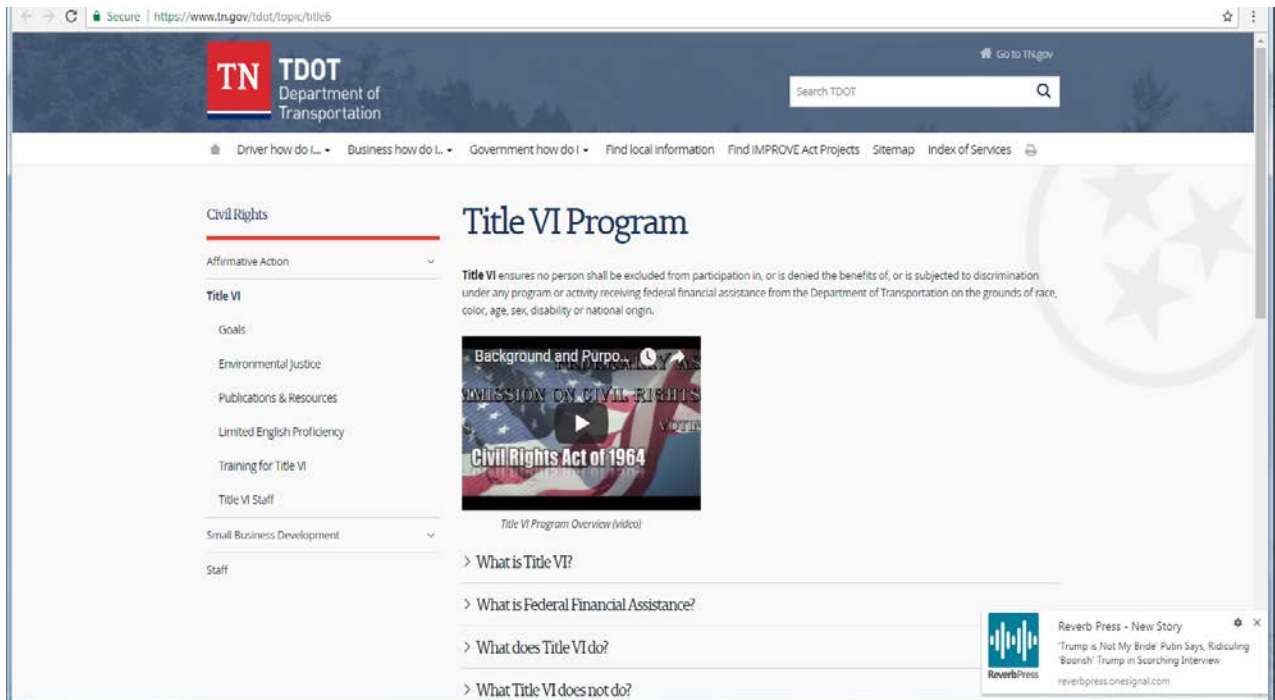 Secure | https://www.tn.gov/tdot/topic/title6
TN
TDOT
Department of
Transportation
Go to TN.gov
Search TDOT
Driver how do I... Business how do I.. Government how do I Find local information Find IMPROVE Act Projects Sitemap Index of Services
Civil Rights
Affirmative Action
Title VI
Goals
Environmental Justice
Publications & Resources
Limited English Proficiency
Training for Title VI
Title VI Staff
Small Business Development
Staff
Title VI Program
Title VI ensures no person shall be excluded from participation in, or is denied the benefits of, or is subjected to discrimination
under any program or activity receiving federal financial assistance from the Department of Transportation on the grounds of race,
color, age, sex, disability or national origin.
Background and Purpo...
MMISSION ON CIVIL RIGHTS
VOTIN
Civil Rights Act of 1964
Title VI Program Overview (video)
What is Title VI?
What is Federal Financial Assistance?
What does Title VI do?
What Title VI does not do?
Reverb Press - New Story
'Trump is Not My Bride' Putin Says, Ridiculing
'Boorish' Trump in Scorching Interview
reverbpress.onesignal.com
ReverbPress